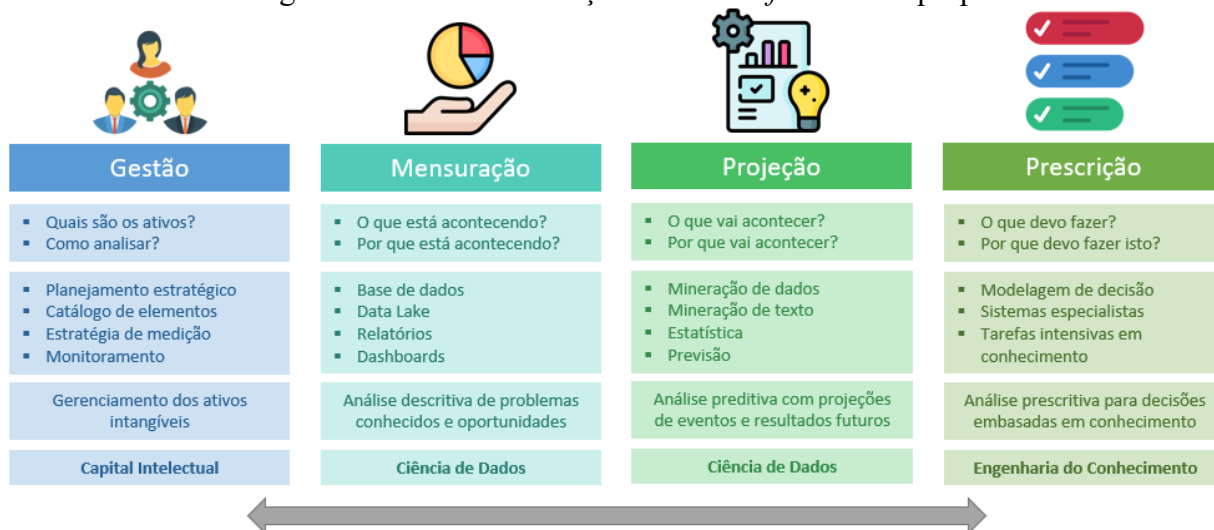 Gestão
Quais são os ativos?
Como analisar?
Planejamento estratégico
Catálogo de elementos
Estratégia de medição
Monitoramento
Gerenciamento dos ativos
intangíveis
Capital Intelectual
Mensuração
O que está acontecendo?
Por que está acontecendo?
Base de dados
Data Lake
Relatórios
Dashboards
Análise descritiva de problemas
conhecidos e oportunidades
Ciência de Dados
Projeção
O que vai acontecer?
Por que vai acontecer?
Mineração de dados
Mineração de texto
Estatística
Previsão
Análise preditiva com projeções
de eventos e resultados futuros
Ciência de Dados
Prescrição
O que devo fazer?
Por que devo fazer isto?
Modelagem de decisão
Sistemas especialistas
Tarefas intensivas em
conhecimento
Análise prescritiva para decisões
embasadas em conhecimento
Engenharia do Conhecimento